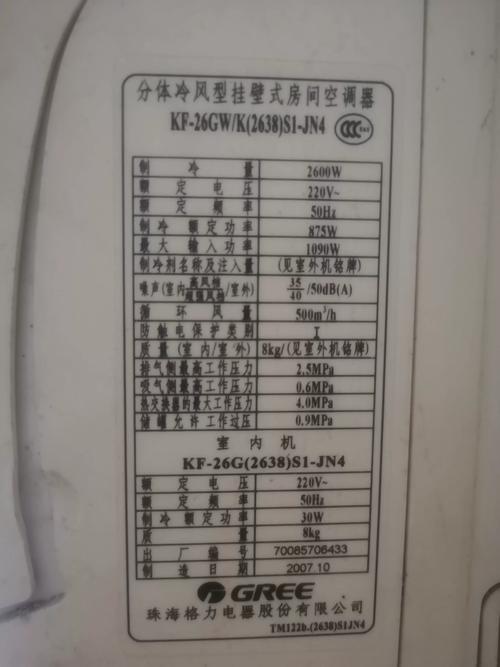 分体冷风型挂壁式房间空调器
KF-26GW/K(2638)S1-JN4
制冷量 2600W
额定电压 220V~
额定频率 50Hz
制冷额定功率 875W
最大输入功率 1090W
制冷剂名称及注入量 (见室外机铭牌)
噪声(室内高风档/超强风档/室外) 35/40/50dB(A)
循环风量 500m³/h
防触电保护类别 I
质量(室内/室外) 8kg/(见室外机铭牌)
排气侧最高工作压力 2.5MPa
吸气侧最高工作压力 0.6MPa
热交换器的最大工作压力 4.0MPa
储罐允许工作过压 0.9MPa
室内机
KF-26G(2638)S1-JN4
额定电压 220V~
额定频率 50Hz
制冷额定功率 30W
质量 8kg
出厂编号 70085706433
制造日期 2007.10
GREE
珠海格力电器股份有限公司
TM122b.(2638)S1JN4